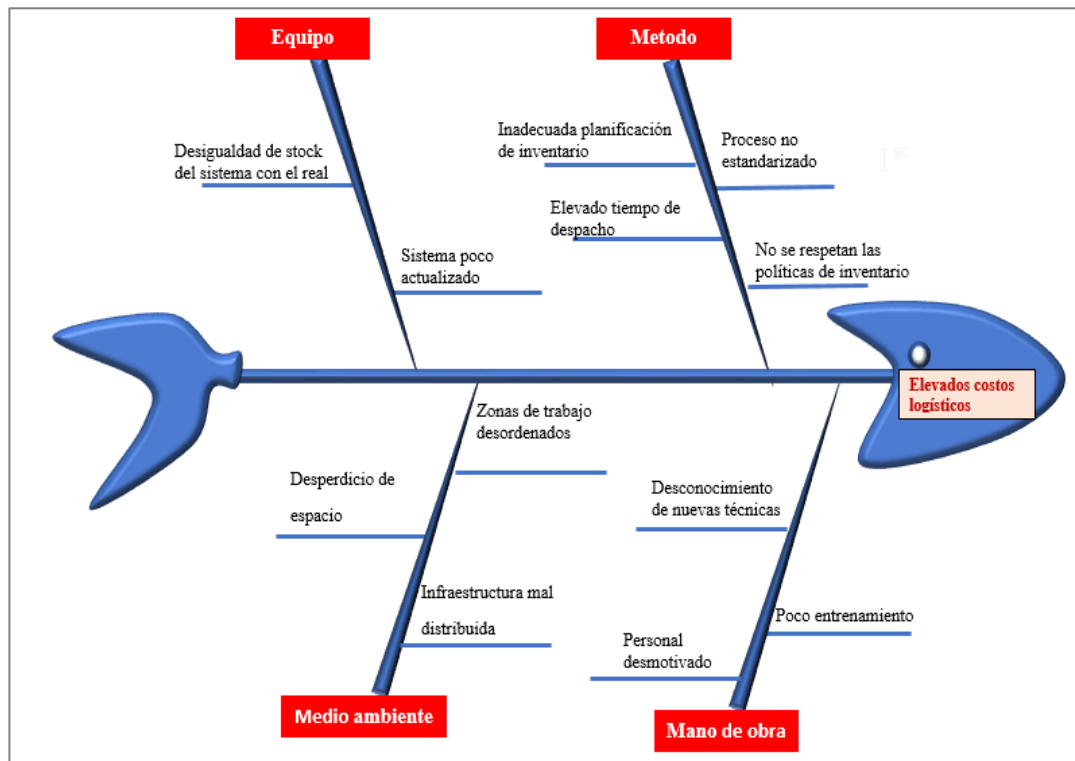 Equipo
Metodo
Inadecuada planificación
de inventario
Proceso no
estandarizado
Desigualdad de stock
del sistema con el real
Elevado tiempo de
despacho
Sistema poco
actualizado
No se respetan las
políticas de inventario
Elevados costos
logísticos
Zonas de trabajo
desordenados
Desperdicio de
espacio
Desconocimiento
de nuevas técnicas
Infraestructura mal
distribuida
Poco entrenamiento
Personal
desmotivado
Medio ambiente
Mano de obra